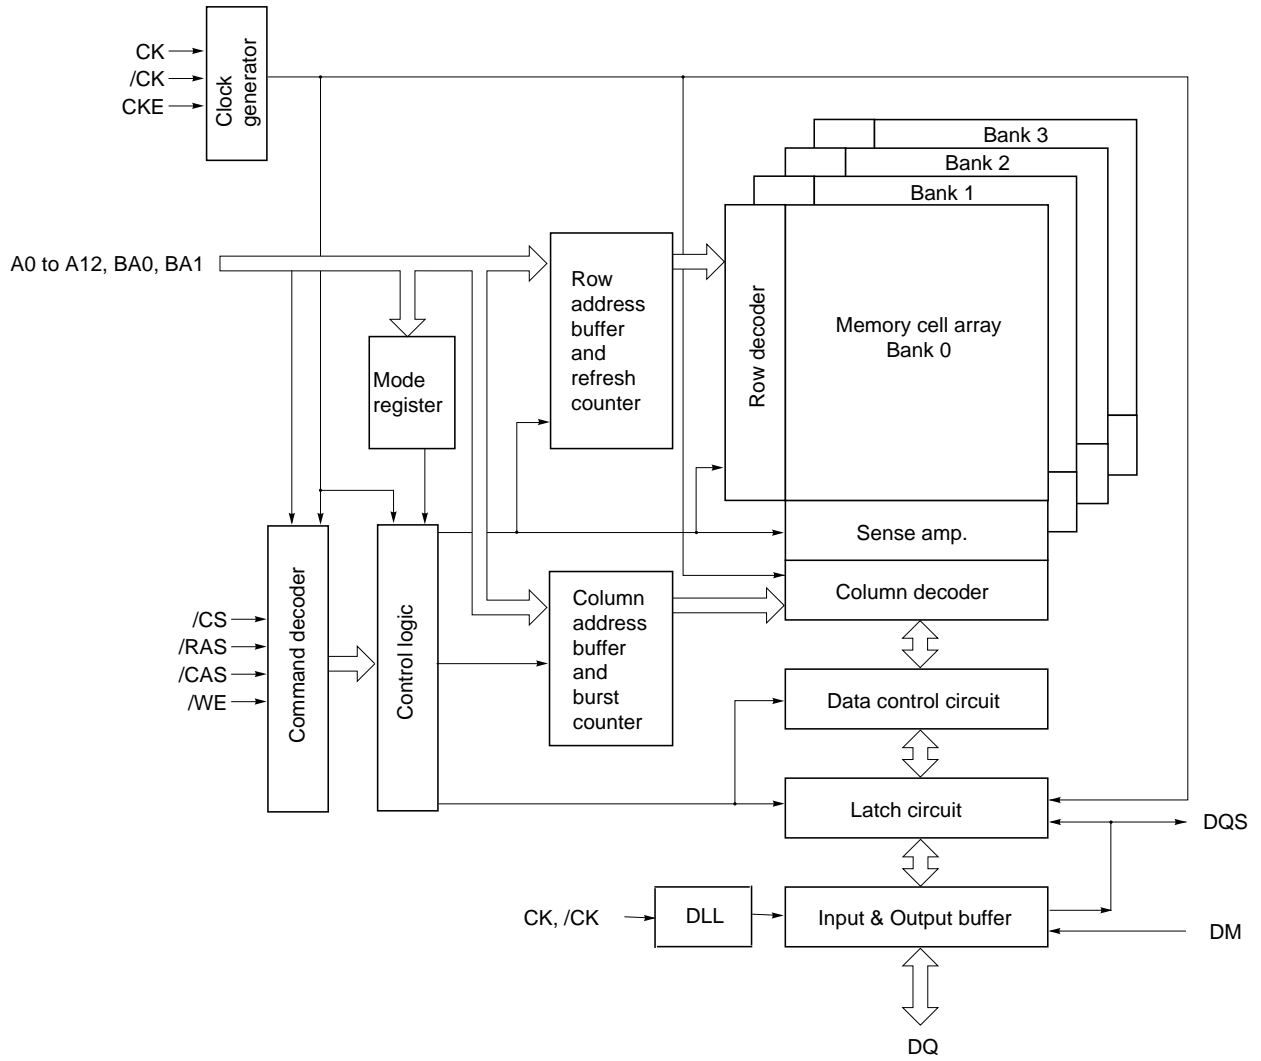 CK
/CK
CKE
Clock
generator
Bank 3
Bank 2
Bank 1
A0 to A12, BA0, BA1
Row
address
buffer
and
refresh
counter
Row decoder
Memory cell array
Bank 0
Mode
register
Sense amp.
Column decoder
/CS
/RAS
/CAS
/WE
Command decoder
Control logic
Column
address
buffer
and
burst
counter
Data control circuit
Latch circuit
DQS
CK, /CK
DLL
Input & Output buffer
DM
DQ